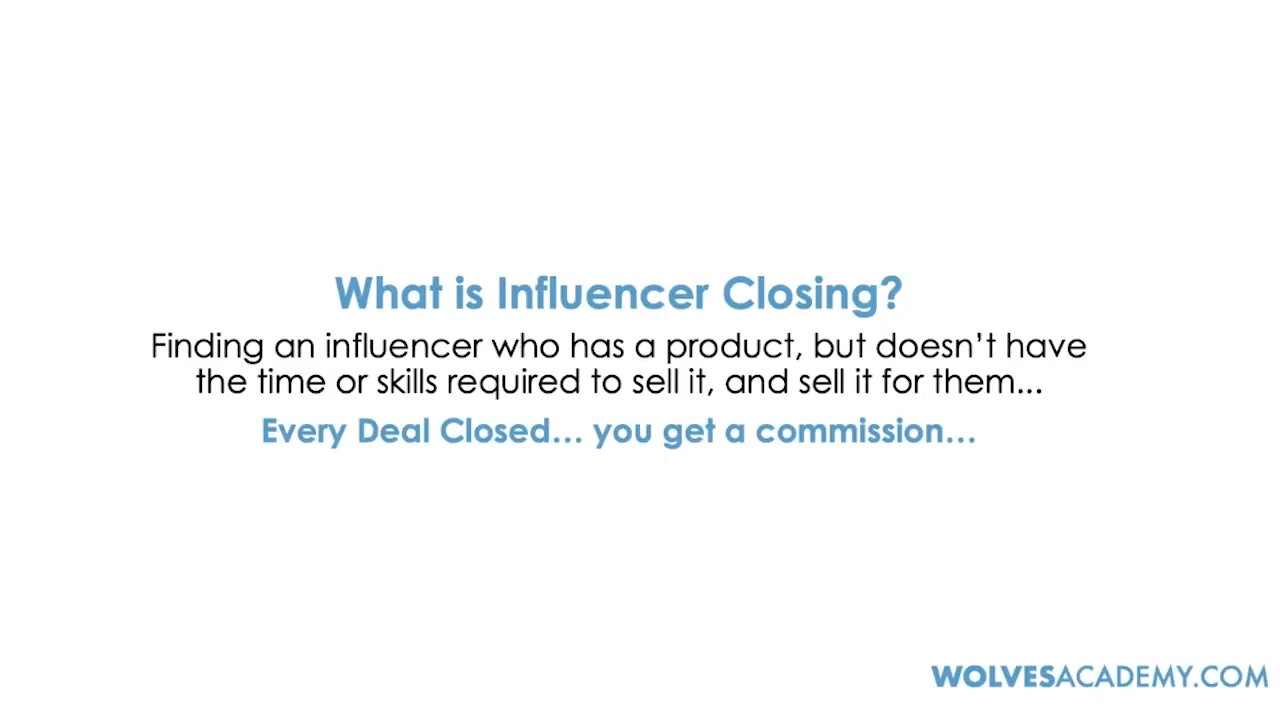 What is Influencer Closing?
Finding an influencer who has a product, but doesn’t have
the time or skills required to sell it, and sell it for them...
Every Deal Closed... you get a commission...
WOLVESACADEMY.COM